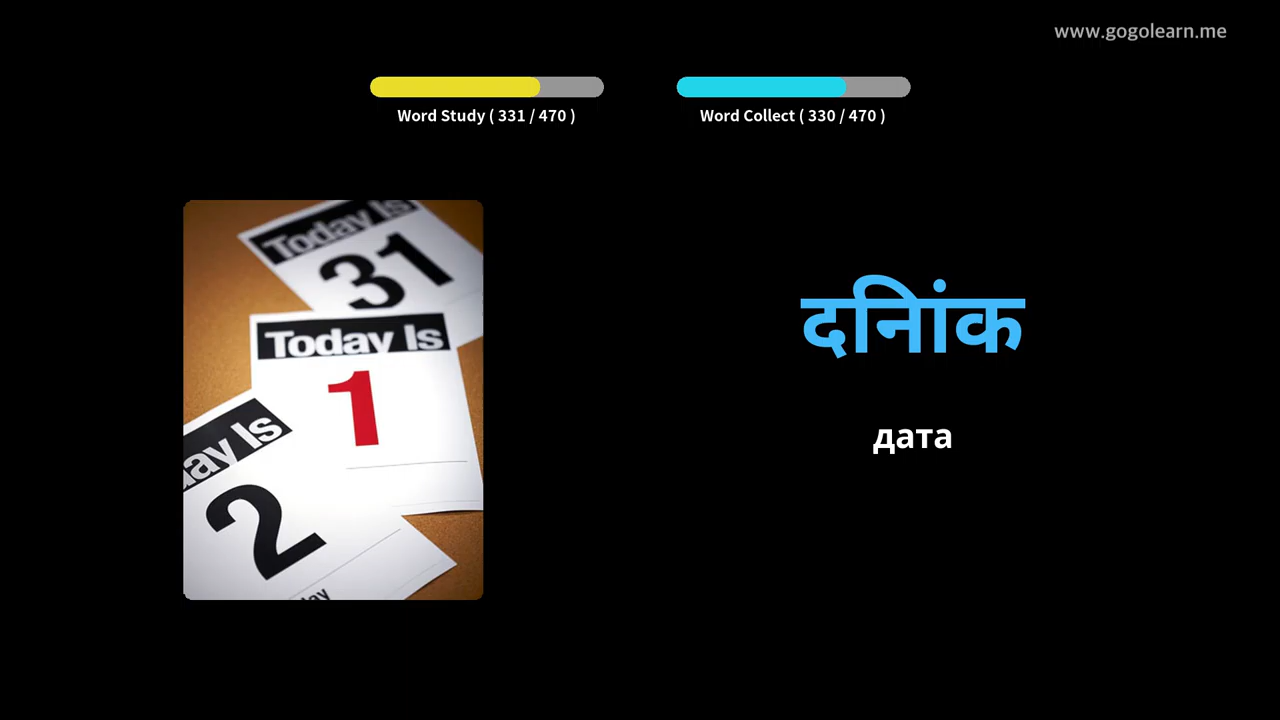 www.gogolearn.me
Word Study ( 331 / 470 )
Word Collect ( 330 / 470 )
Today Is
31
Today Is
1
ay Is
2
दनिांक
дата